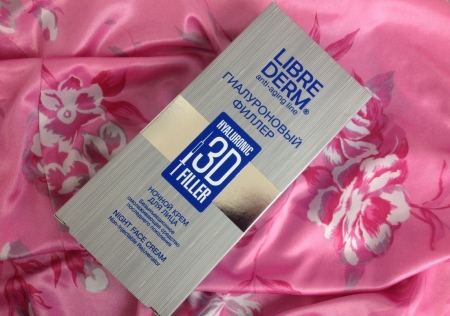 LIBRE
DERM®
anti-aging line
ГИАЛУРОНОВЫЙ
ФИЛЛЕР
HYALURONIC
3D
FILLER
НОЧНОЙ КРЕМ
ДЛЯ ЛИЦА
NIGHT FACE CREAM